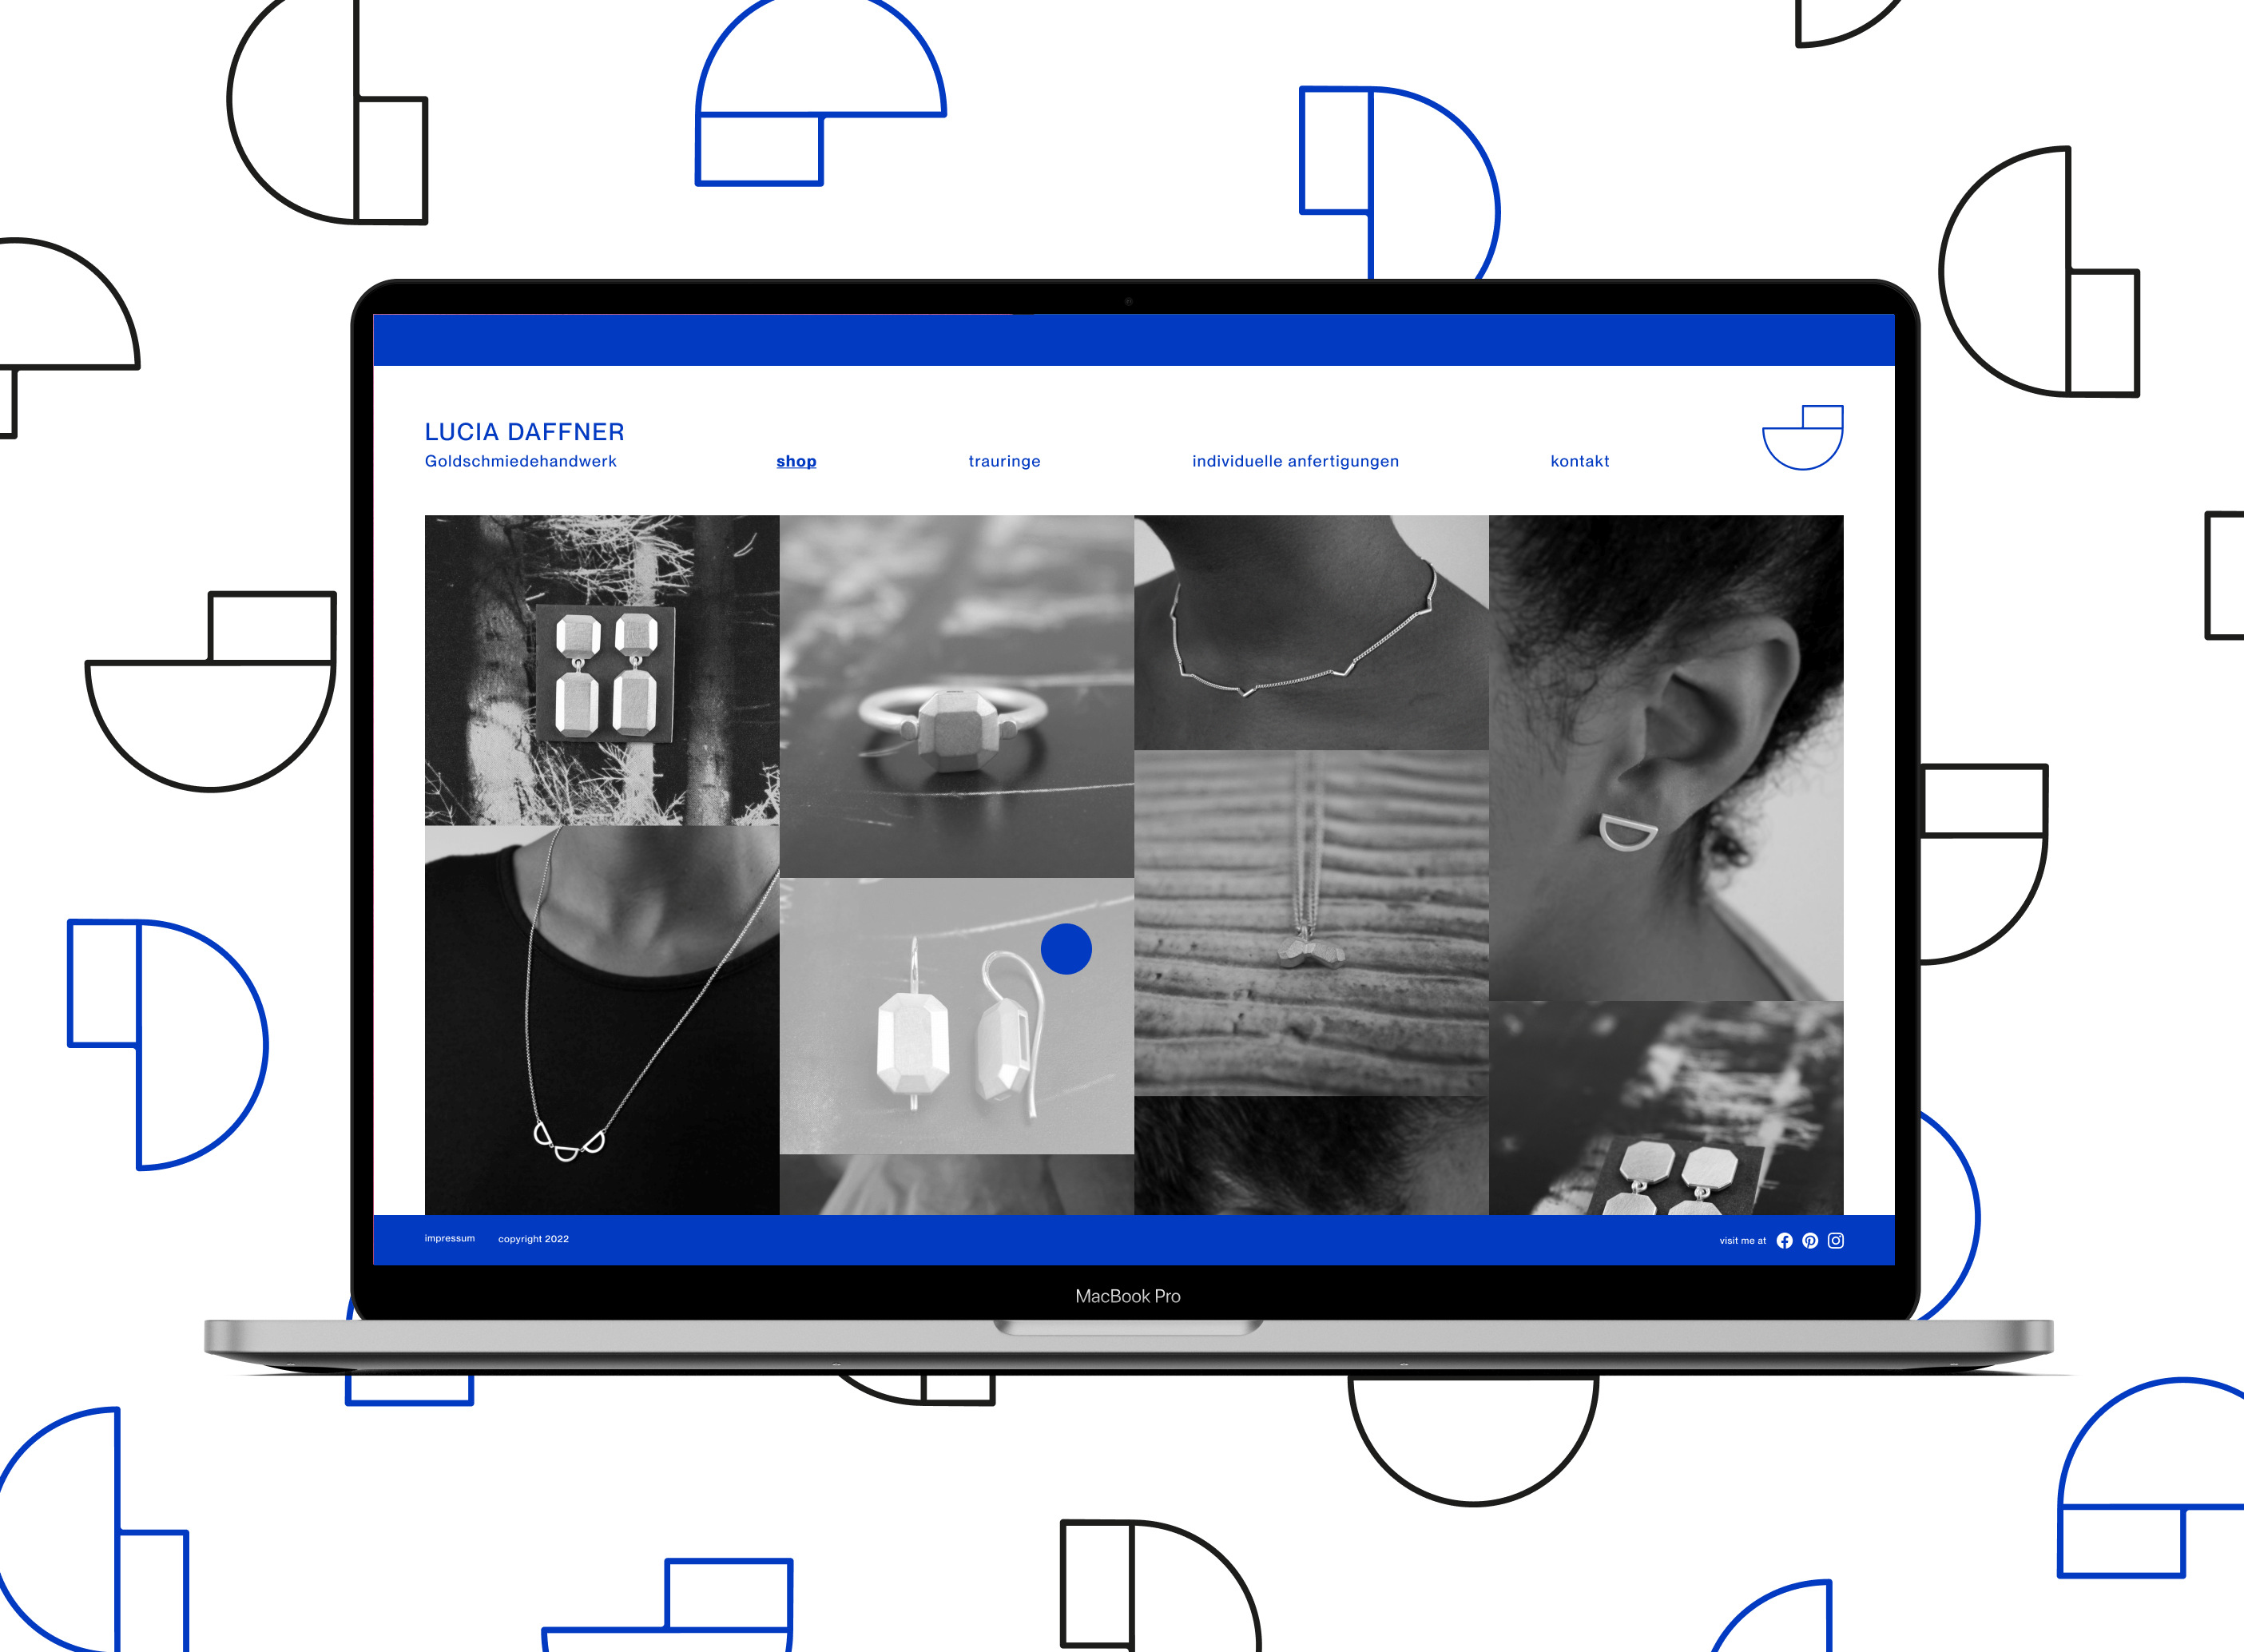 LUCIA DAFFNER
Goldschmiedehandwerk shop trauringe individuelle anfertigungen kontakt
impressum copyright 2022 visit me at
MacBook Pro